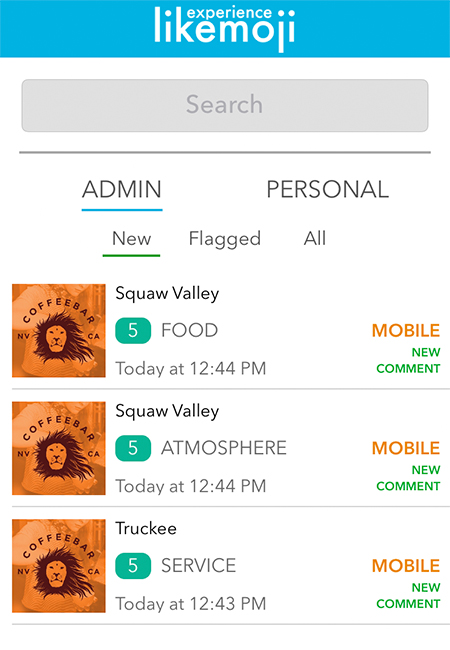 experience
likemoji
Search
ADMIN PERSONAL
New Flagged All
COFFEEBAR
NV CA
Squaw Valley
5 FOOD
Today at 12:44 PM
MOBILE
NEW
COMMENT
COFFEEBAR
NV CA
Squaw Valley
5 ATMOSPHERE
Today at 12:44 PM
MOBILE
NEW
COMMENT
COFFEEBAR
NV CA
Truckee
5 SERVICE
Today at 12:43 PM
MOBILE
NEW
COMMENT